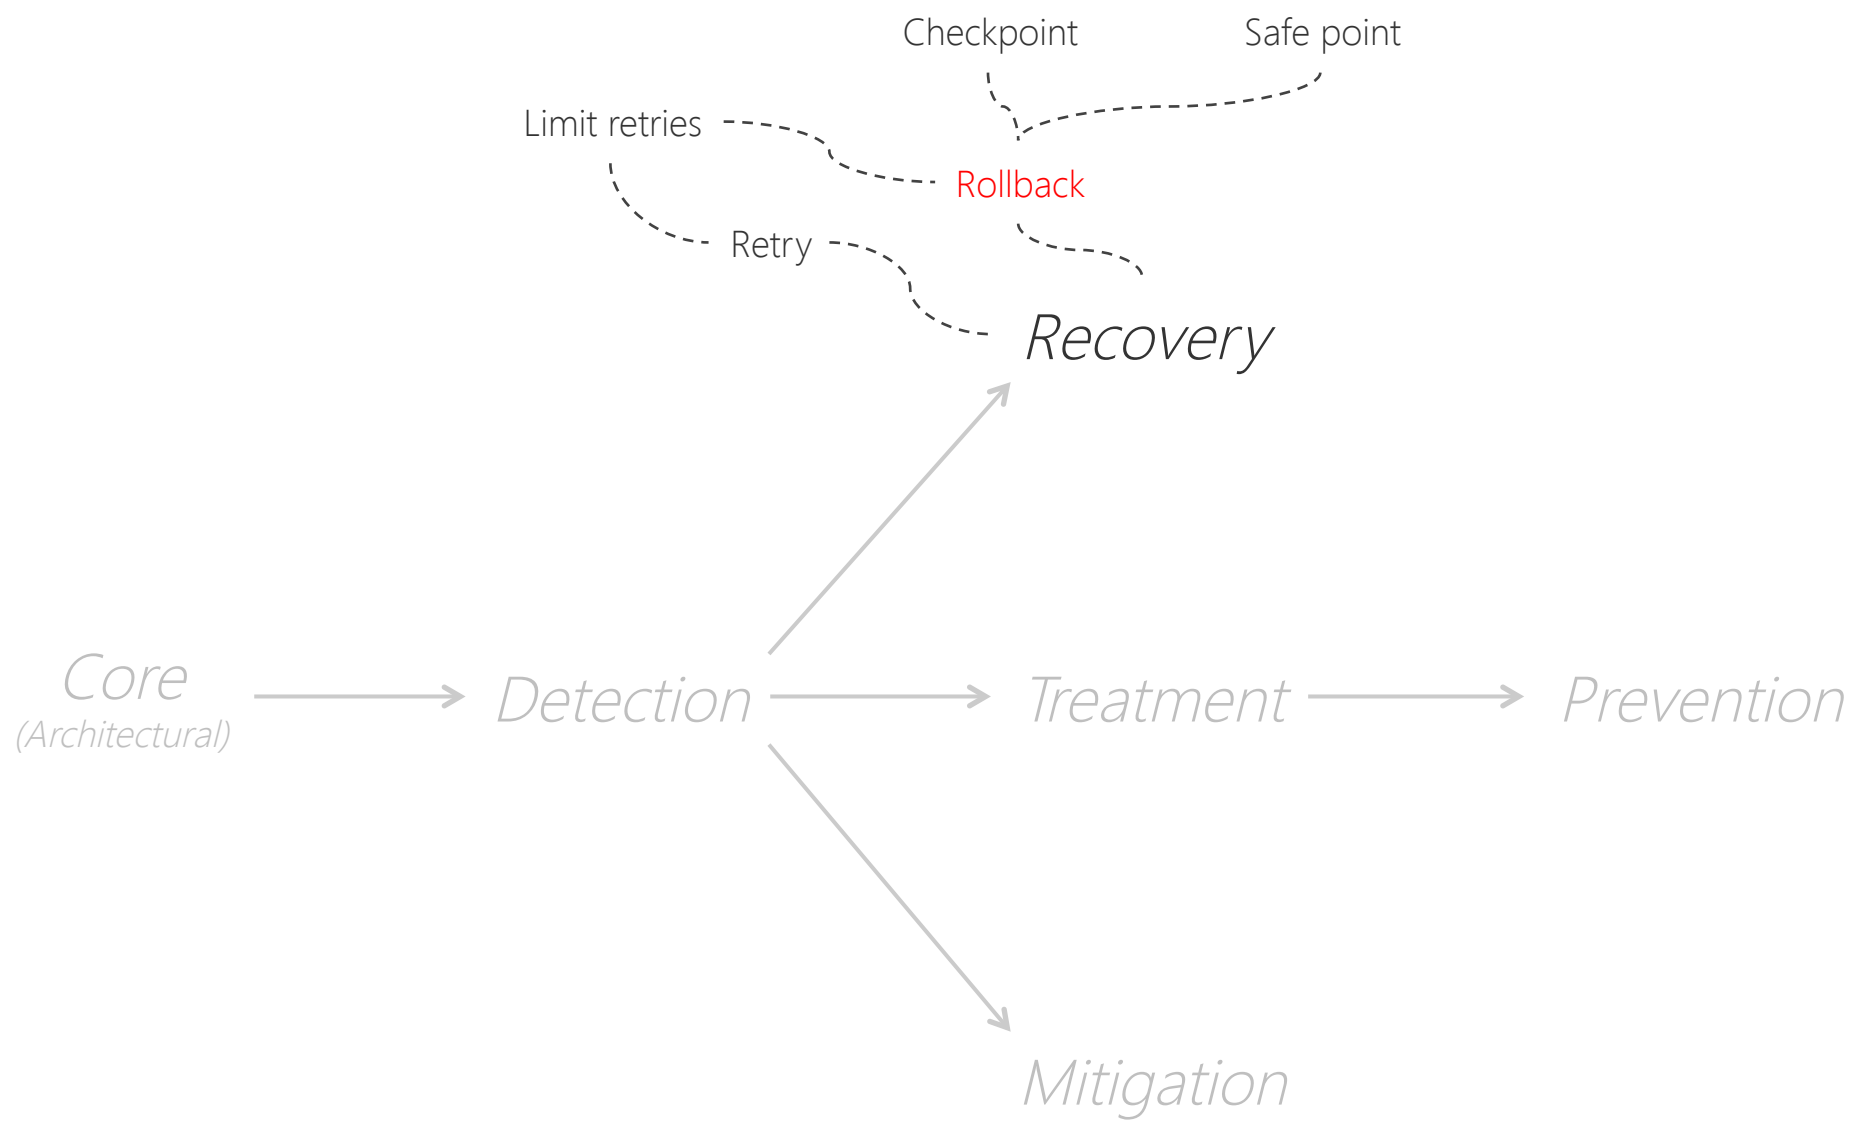 Checkpoint
Safe point
Limit retries
Rollback
Retry
Recovery
Core
(Architectural)
Detection
Treatment
Prevention
Mitigation